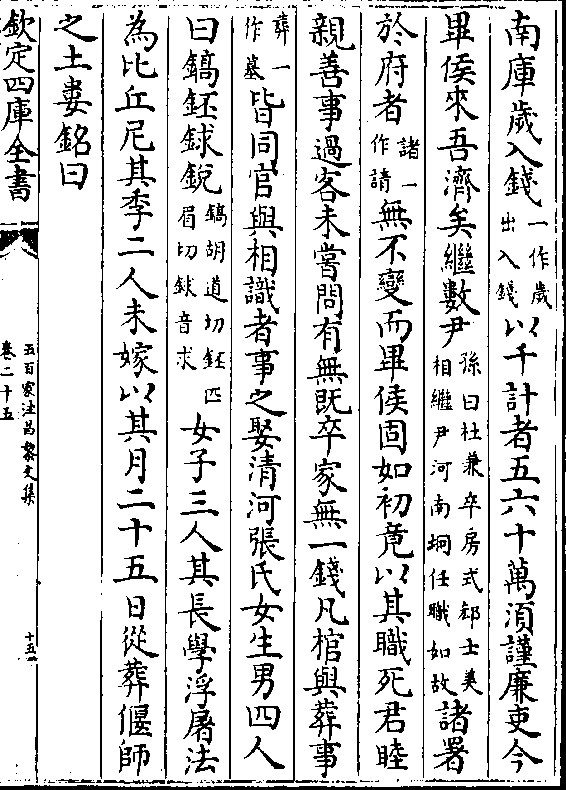 南庫歲入錢一作歲出入錢以千計者五六十萬須謹廉吏今
畢侯來吾濟矣繼數尹孫曰杜兼卒房式郄士美相繼尹河南坰任職如故諸署
於府者諸一作請無不變而畢侯固如初竟以其職死君睦
親善事過客未嘗問有無既卒家無一錢凡棺與葬事
葬一作墓皆同官與相識者事之娶清河張氏女生男四人
曰鎬鉟銶銳鎬胡道切鉟匹眉切銶音求女子三人其長學浮屠法
為比丘尼其季二人未嫁以其月二十五日從葬偃師
之土婁銘曰
欽定四庫全書
五百家注昌黎文集
卷二十五
十五